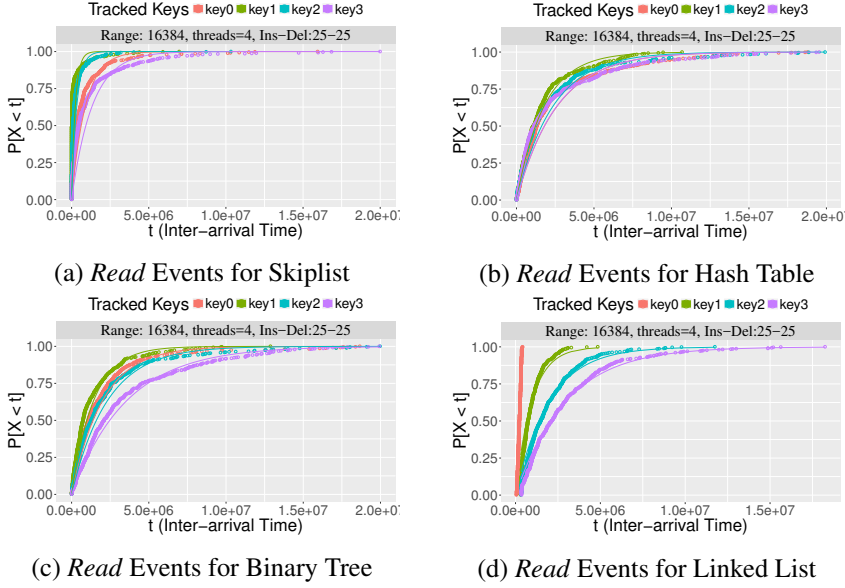 Tracked Keys key0 key1 key2 key3
Range: 16384, threads=4, Ins−Del:25−25
P[X < t]
1.00
0.75
0.50
0.25
0.00
0.0e+00 5.0e+06 1.0e+07 1.5e+07 2.0e+07
t (Inter−arrival Time)
(a) Read Events for Skiplist
Tracked Keys key0 key1 key2 key3
Range: 16384, threads=4, Ins−Del:25−25
P[X < t]
1.00
0.75
0.50
0.25
0.00
0.0e+00 5.0e+06 1.0e+07 1.5e+07 2.0e+07
t (Inter−arrival Time)
(b) Read Events for Hash Table
Tracked Keys key0 key1 key2 key3
Range: 16384, threads=4, Ins−Del:25−25
P[X < t]
1.00
0.75
0.50
0.25
0.00
0.0e+00 5.0e+06 1.0e+07 1.5e+07 2.0e+07
t (Inter−arrival Time)
(c) Read Events for Binary Tree
Tracked Keys key0 key1 key2 key3
Range: 16384, threads=4, Ins−Del:25−25
P[X < t]
1.00
0.75
0.50
0.25
0.00
0.0e+00 5.0e+06 1.0e+07 1.5e+07
t (Inter−arrival Time)
(d) Read Events for Linked List